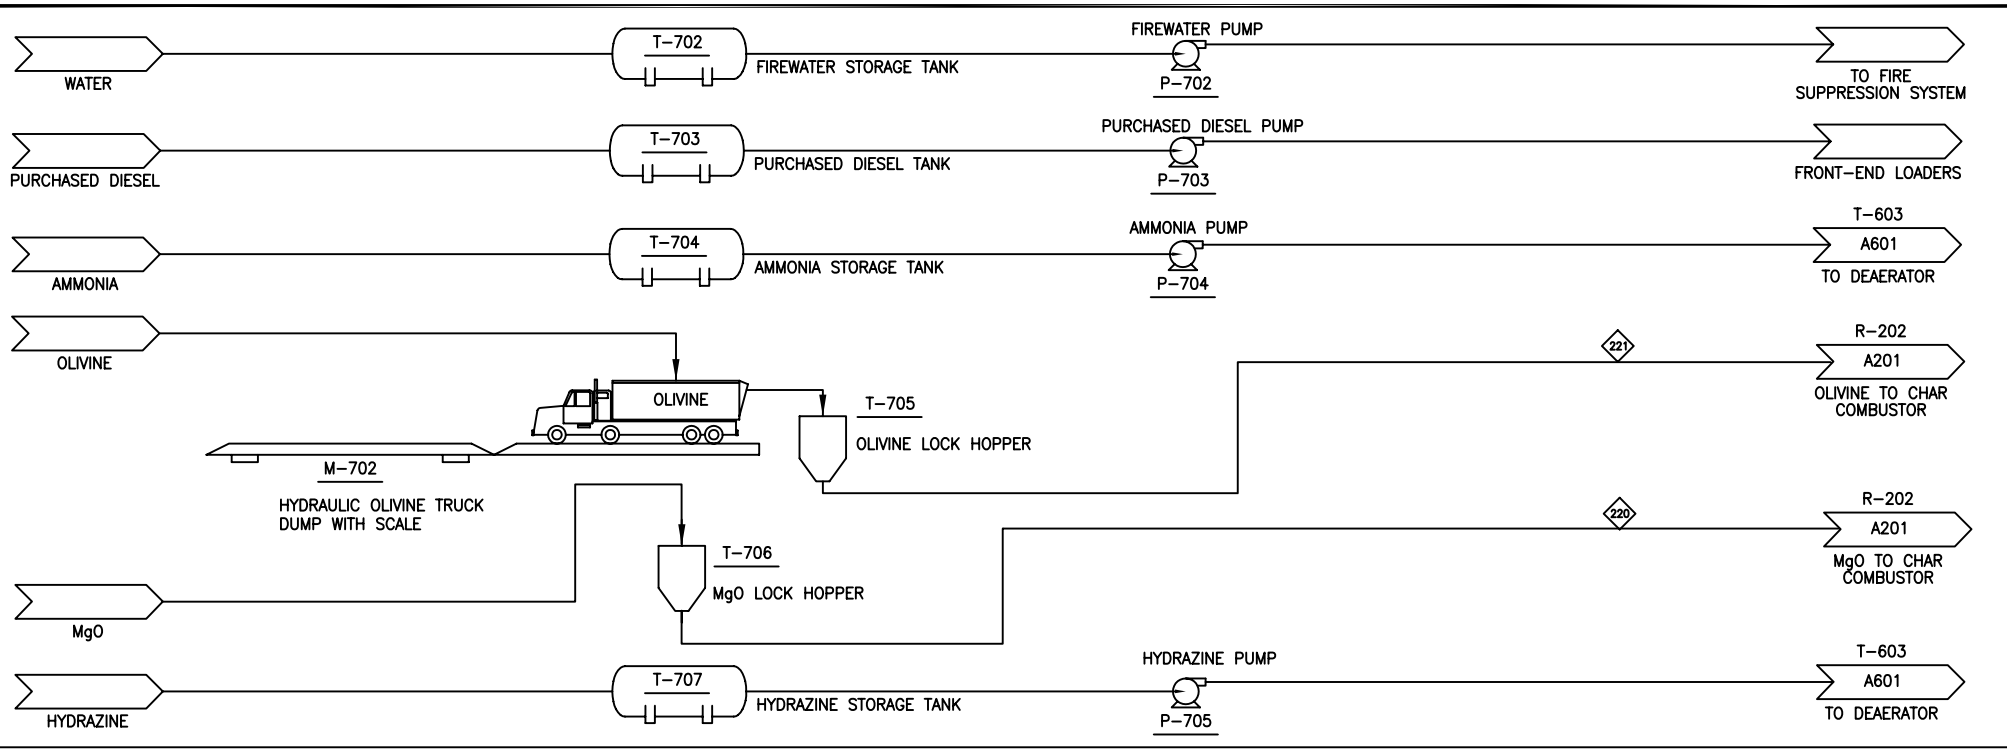 FIREWATER PUMP
T-702
WATER
FIREWATER STORAGE TANK
P-702
TO FIRE
SUPPRESSION SYSTEM
PURCHASED DIESEL PUMP
T-703
PURCHASED DIESEL
PURCHASED DIESEL TANK
P-703
FRONT-END LOADERS
T-603
AMMONIA PUMP
T-704
A601
AMMONIA
AMMONIA STORAGE TANK
P-704
TO DEAERATOR
R-202
221
OLIVINE
A201
OLIVINE
T-705
OLIVINE TO CHAR
COMBUSTOR
OLIVINE LOCK HOPPER
M-702
HYDRAULIC OLIVINE TRUCK
DUMP WITH SCALE
R-202
220
A201
T-706
MgO TO CHAR
COMBUSTOR
MgO LOCK HOPPER
MgO
HYDRAZINE PUMP
T-603
T-707
A601
HYDRAZINE
HYDRAZINE STORAGE TANK
P-705
TO DEAERATOR